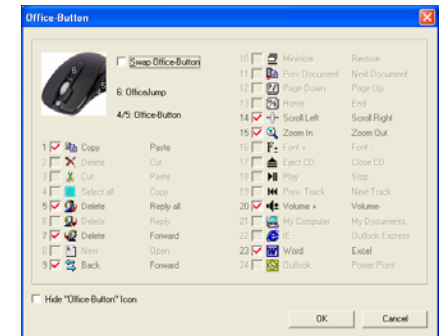 Office-Button
6
Swap Office-Button
6: OfficeJump
4/5: Office-Button
1 Copy Paste
2 Delete Cut
3 Cut Paste
4 Select all Copy
5 Delete Reply all
6 Delete Reply
7 Delete Forward
8 New Open
9 Back Forward
10 Minimize Restore
11 Prev Document Next Document
12 Page Down Page Up
13 Home End
14 Scroll Left Scroll Right
15 Zoom In Zoom Out
16 Font + Font -
17 Eject CD Close CD
18 Play Stop
19 Prev. Track Next Track
20 Volume + Volume-
21 My Computer My Documents
22 IE Outlook Express
23 Word Excel
24 Outlook Power Point
Hide "Office-Button" Icon
OK Cancel